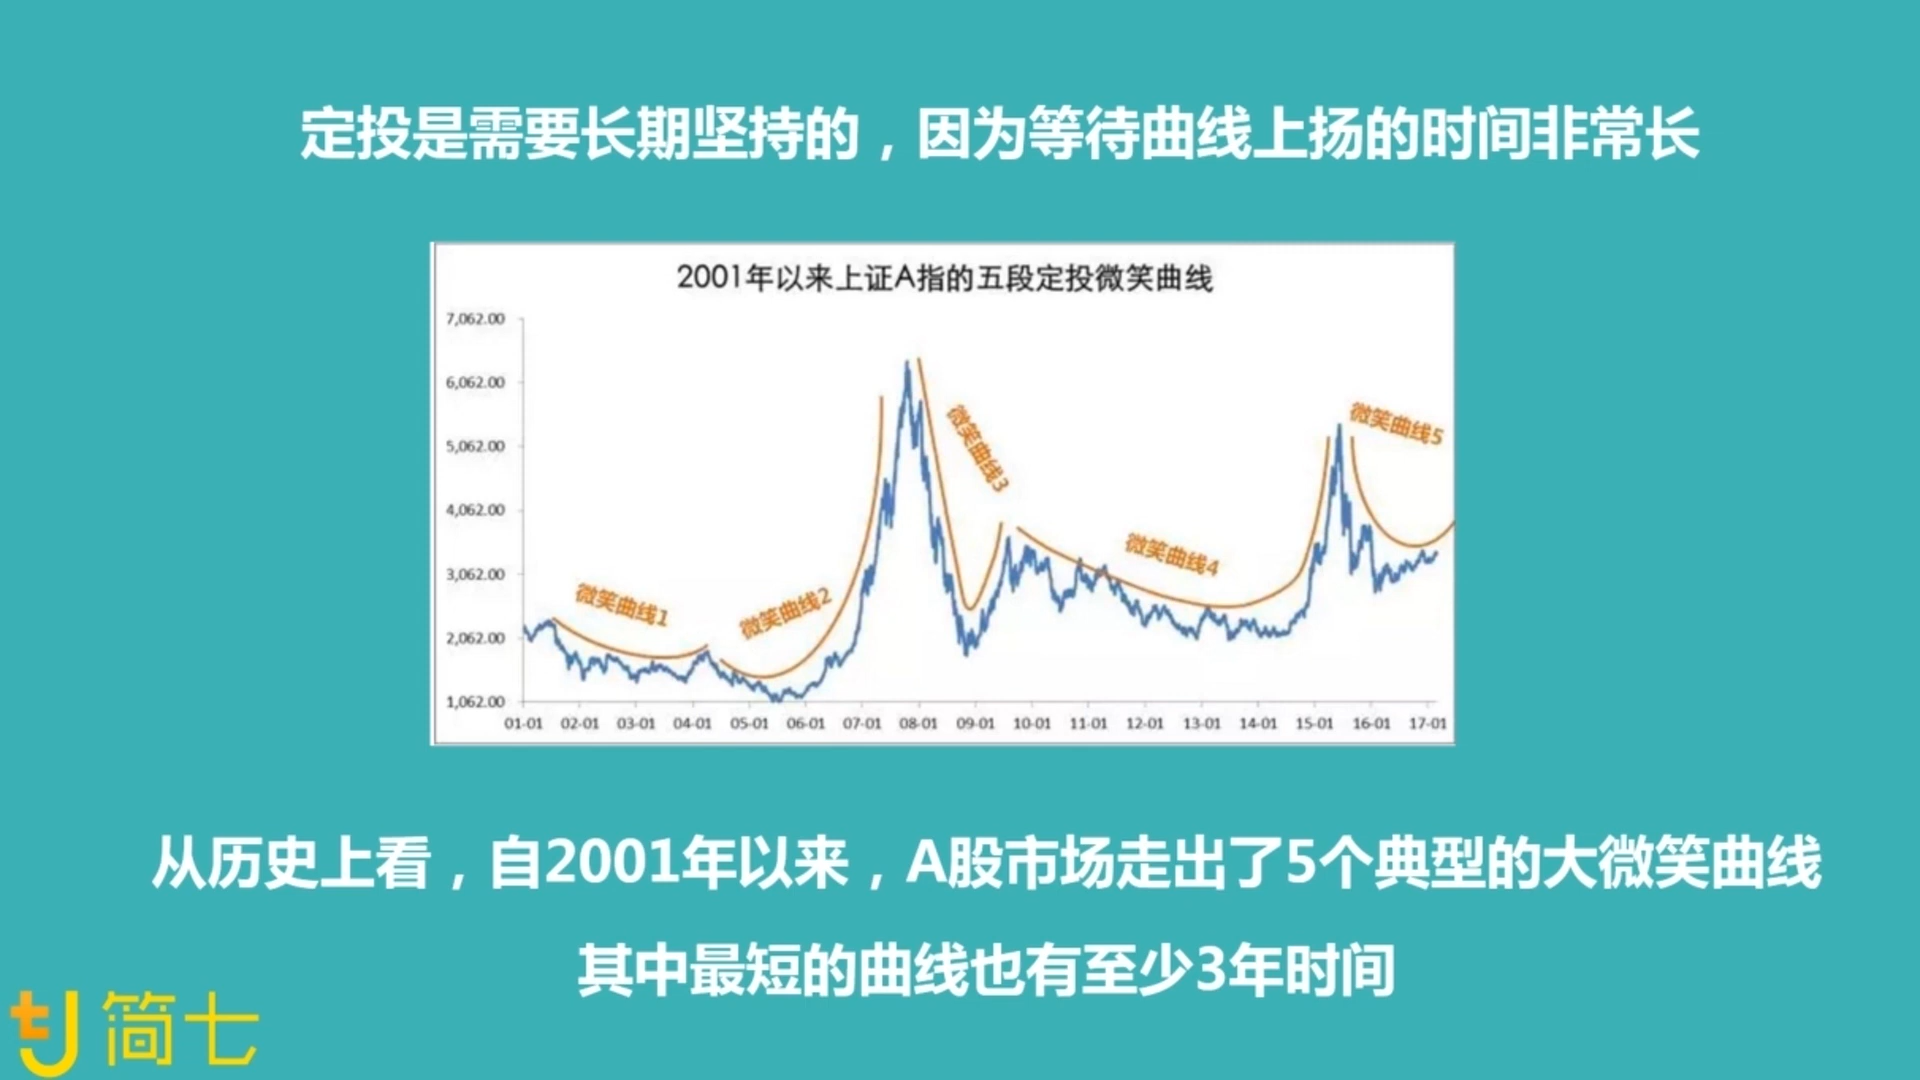 定投是需要长期坚持的，因为等待曲线上扬的时间非常长
2001年以来上证A指的五段定投微笑曲线
7,062.00
6,062.00
5,062.00
4,062.00
3,062.00
2,062.00
1,062.00
微笑曲线1
微笑曲线2
微笑曲线3
微笑曲线4
微笑曲线5
01-01 02-01 03-01 04-01 05-01 06-01 07-01 08-01 09-01 10-01 11-01 12-01 13-01 14-01 15-01 16-01 17-01
从历史上看，自2001年以来，A股市场走出了5个典型的大微笑曲线
其中最短的曲线也有至少3年时间
简七